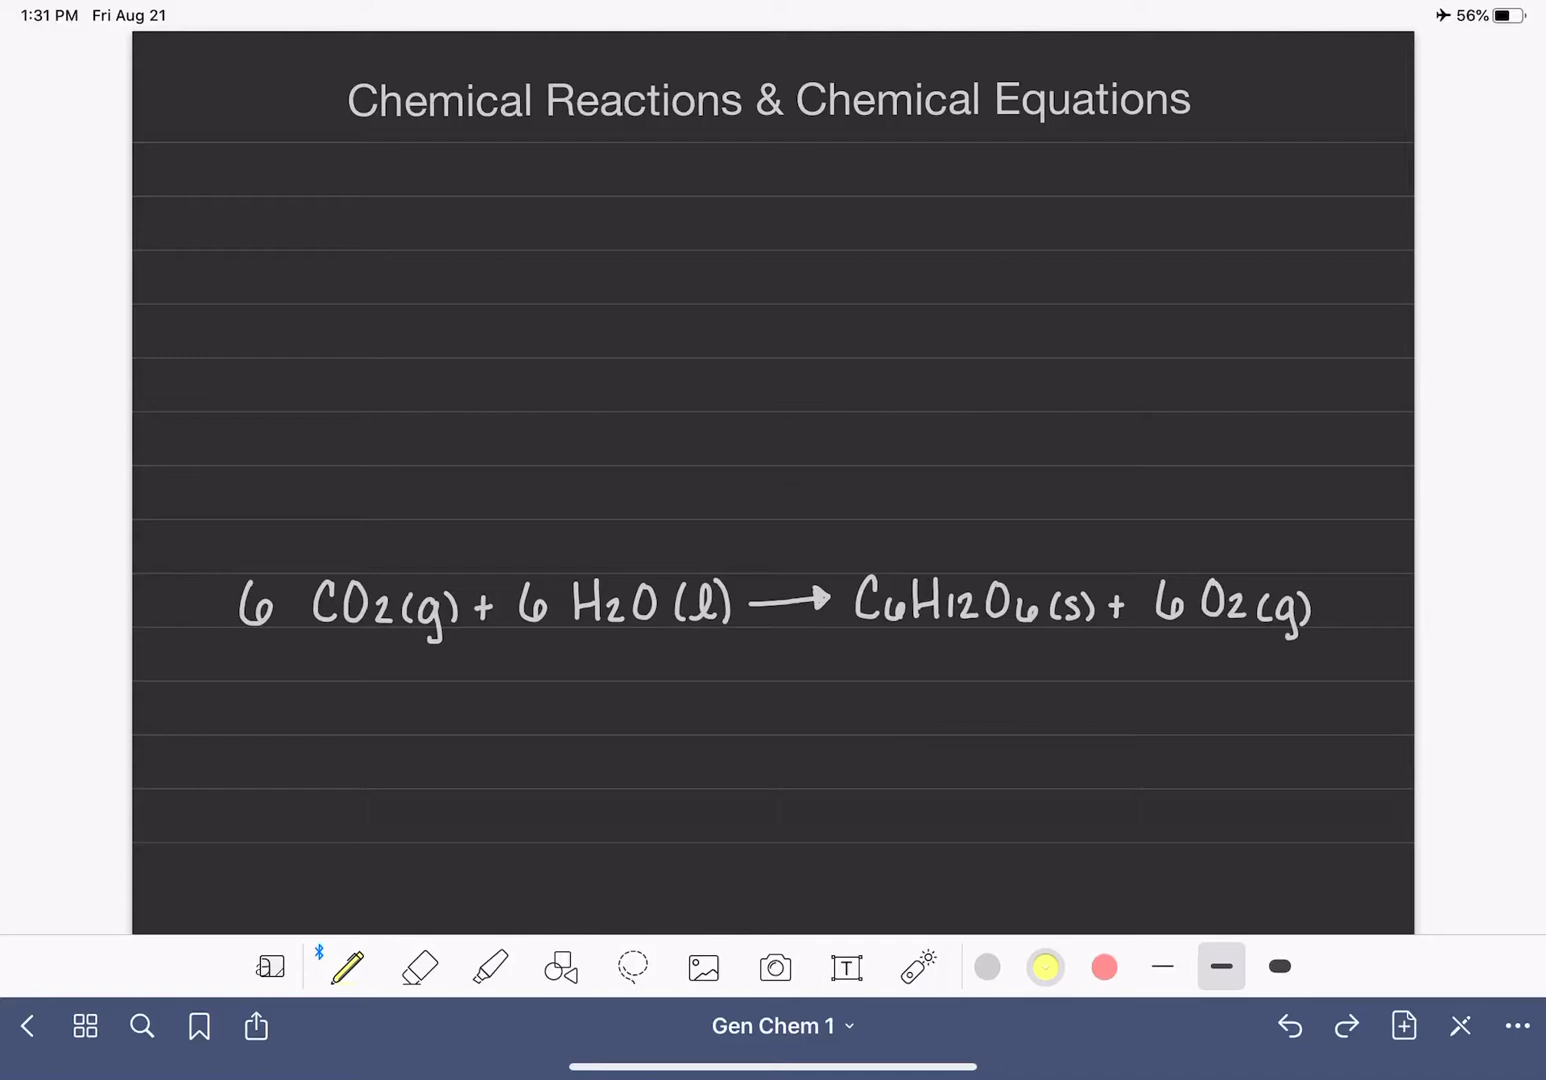 1:31 PM Fri Aug 21 56%
Chemical Reactions & Chemical Equations
6 CO2(g) + 6 H2O (l) → C6H12O6(s) + 6 O2(g)
T
Gen Chem 1